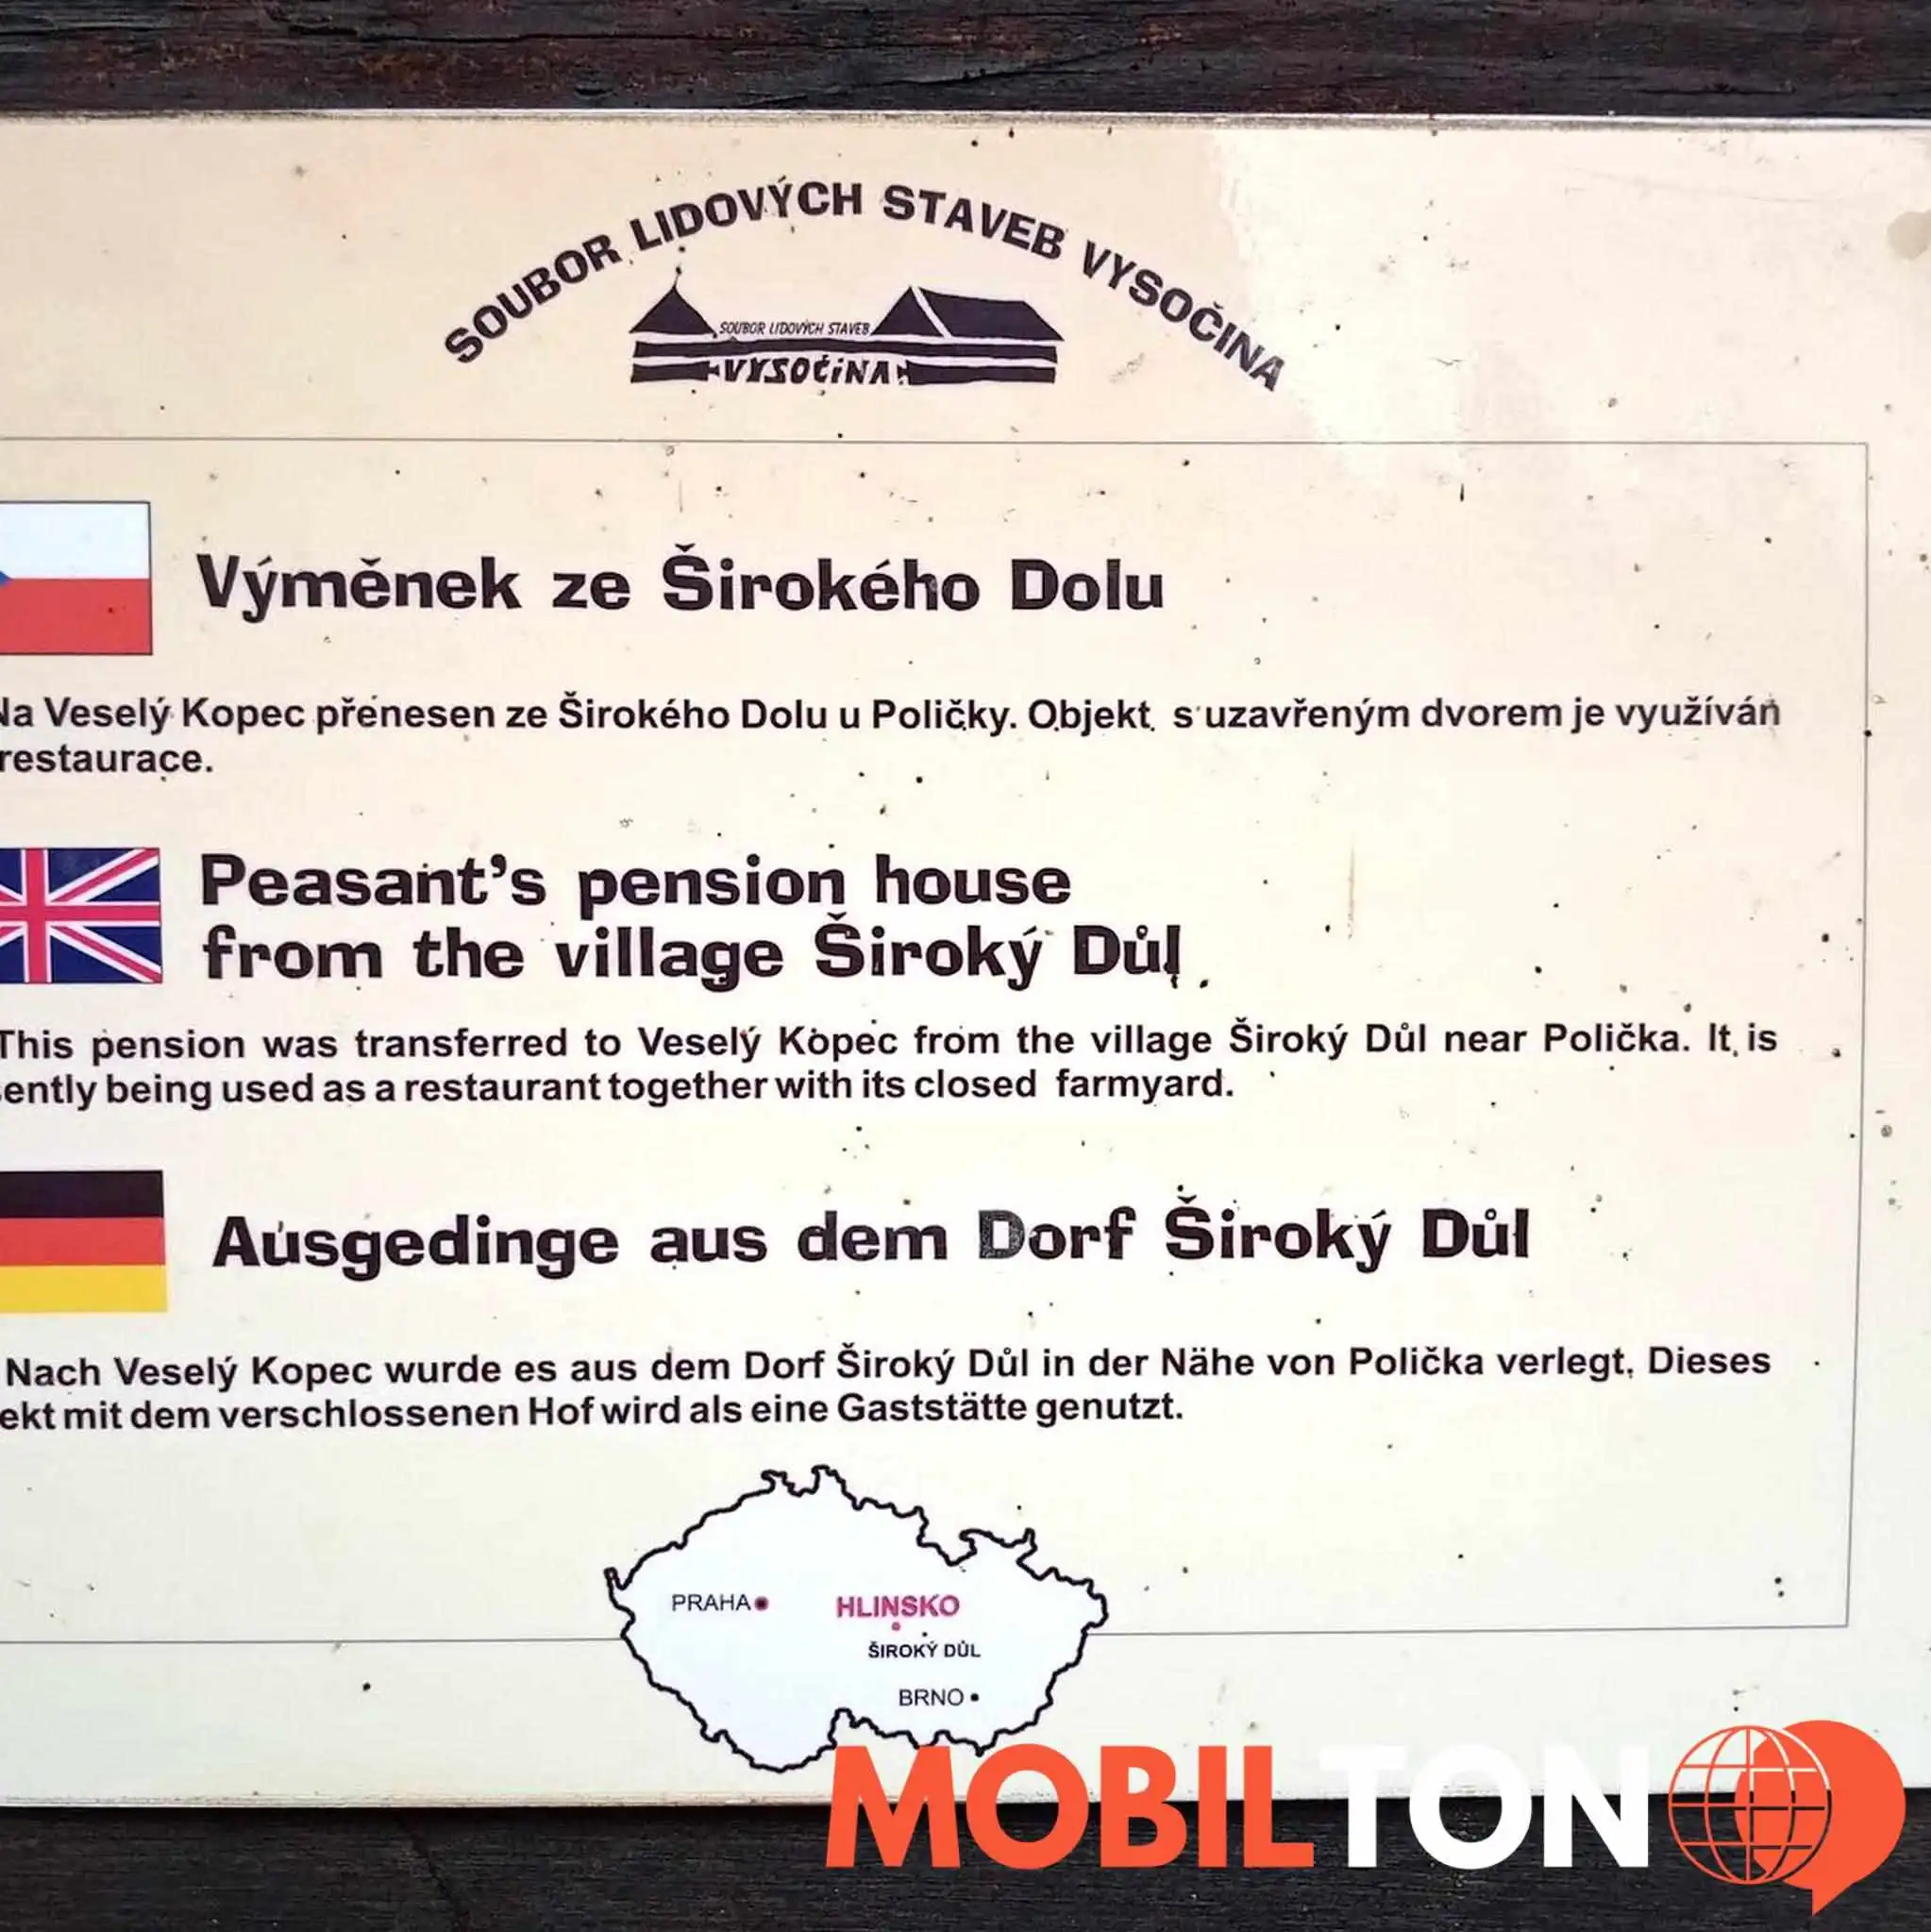 SOUBOR LIDOVÝCH STAVEB VYSOČINA
SOUBOR LIDOVÝCH STAVEB
VYSOČINA
Výměnek ze Širokého Dolu
Veselý Kopec přenesen ze Širokého Dolu u Poličky. Objekt s uzavřeným dvorem je využíván
restaurace.
Peasant's pension house
from the village Široký Důl
This pension was transferred to Veselý Kopec from the village Široký Důl near Polička. It is
being used as a restaurant together with its closed farmyard.
Ausgedinge aus dem Dorf Široký Důl
Nach Veselý Kopec wurde es aus dem Dorf Široký Důl in der Nähe von Polička verlegt. Dieses
mit dem verschlossenen Hof wird als eine Gaststätte genutzt.
PRAHA
HLINSKO
ŠIROKÝ DŮL
BRNO
MOBILTON